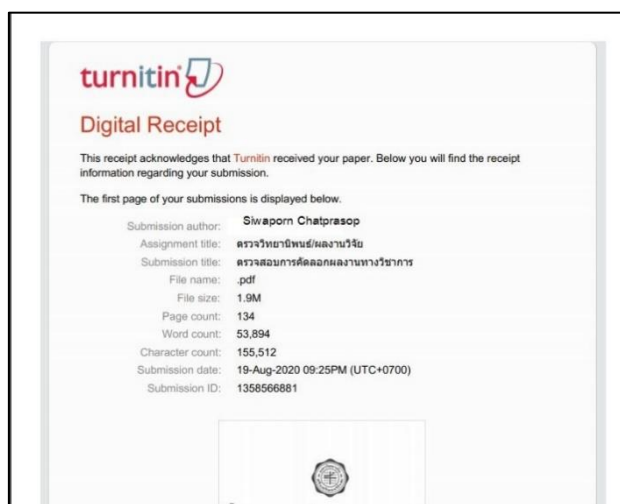 turnitin
Digital Receipt
This receipt acknowledges that Turnitin received your paper. Below you will find the receipt
information regarding your submission.
The first page of your submissions is displayed below.
Submission author: Siwaporn Chatprasop
Assignment title: ตรวจวิทยานิพนธ์/ผลงานวิจัย
Submission title: ตรวจสอบการคัดลอกผลงานทางวิชาการ
File name: .pdf
File size: 1.9M
Page count: 134
Word count: 53,894
Character count: 155,512
Submission date: 19-Aug-2020 09:25PM (UTC+0700)
Submission ID: 1358566881